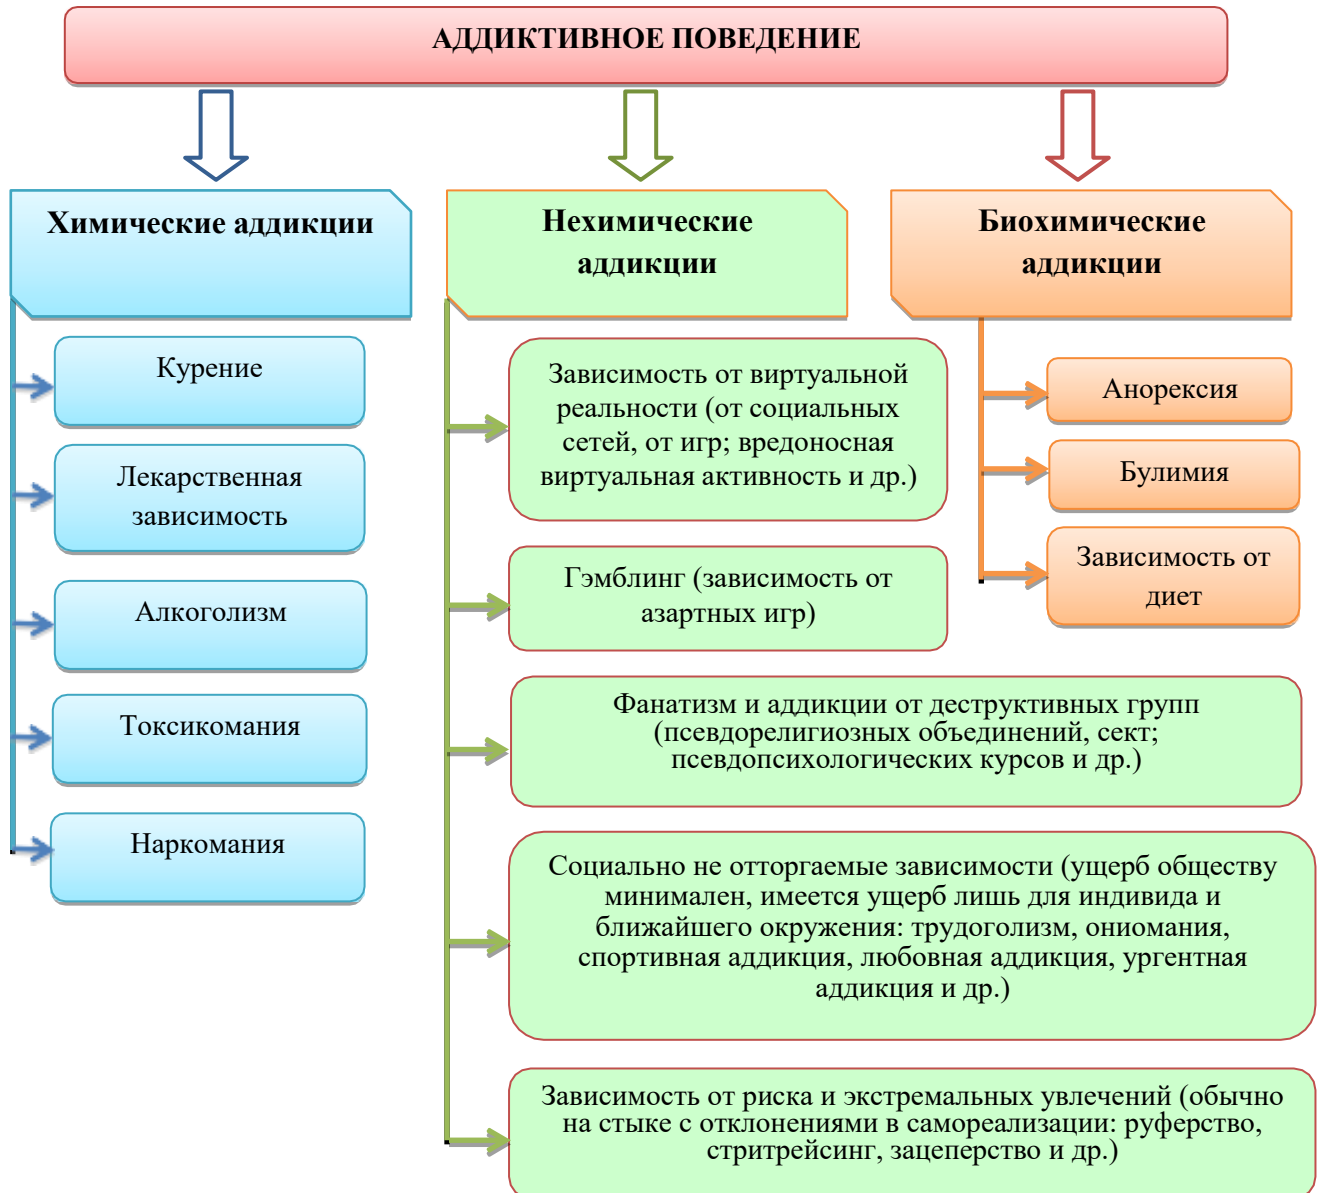 АДДИКТИВНОЕ ПОВЕДЕНИЕ
Химические аддикции
Курение
Лекарственная
зависимость
Алкоголизм
Токсикомания
Наркомания
Нехимические
аддикции
Зависимость от виртуальной
реальности (от социальных
сетей, от игр; вредоносная
виртуальная активность и др.)
Гэмблинг (зависимость от
азартных игр)
Фанатизм и аддикции от деструктивных групп
(псевдорелигиозных объединений, сект;
псевдопсихологических курсов и др.)
Социально не отторгаемые зависимости (ущерб обществу
минимален, имеется ущерб лишь для индивида и
ближайшего окружения: трудоголизм, ониомания,
спортивная аддикция, любовная аддикция, ургентная
аддикция и др.)
Зависимость от риска и экстремальных увлечений (обычно
на стыке с отклонениями в самореализации: руферство,
стритрейсинг, зацеперство и др.)
Биохимические
аддикции
Анорексия
Булимия
Зависимость от
диет